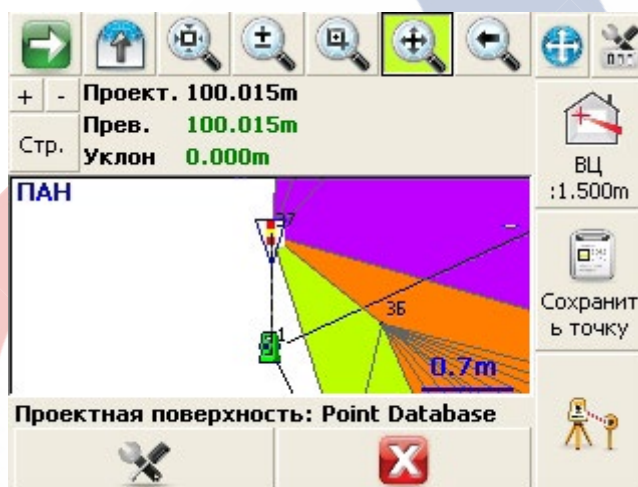 + - Проект. 100.015m
Стр.
Прев. 100.015m
Уклон 0.000m
ВЦ
:1.500m
ПАН
37
36
1
0.7m
Сохранит
ь точку
Проектная поверхность: Point Database